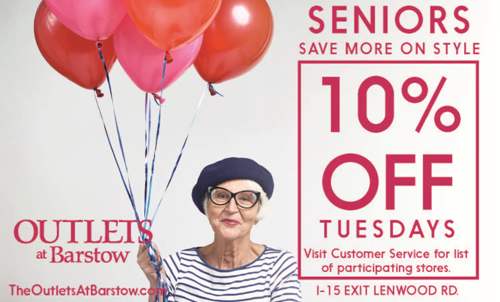 SENIORS
SAVE MORE ON STYLE
10%
OFF
TUESDAYS
Visit Customer Service for list
of participating stores.
I-15 EXIT LENWOOD RD.
OUTLETS
at Barstow
TheOutletsAtBarstow.com